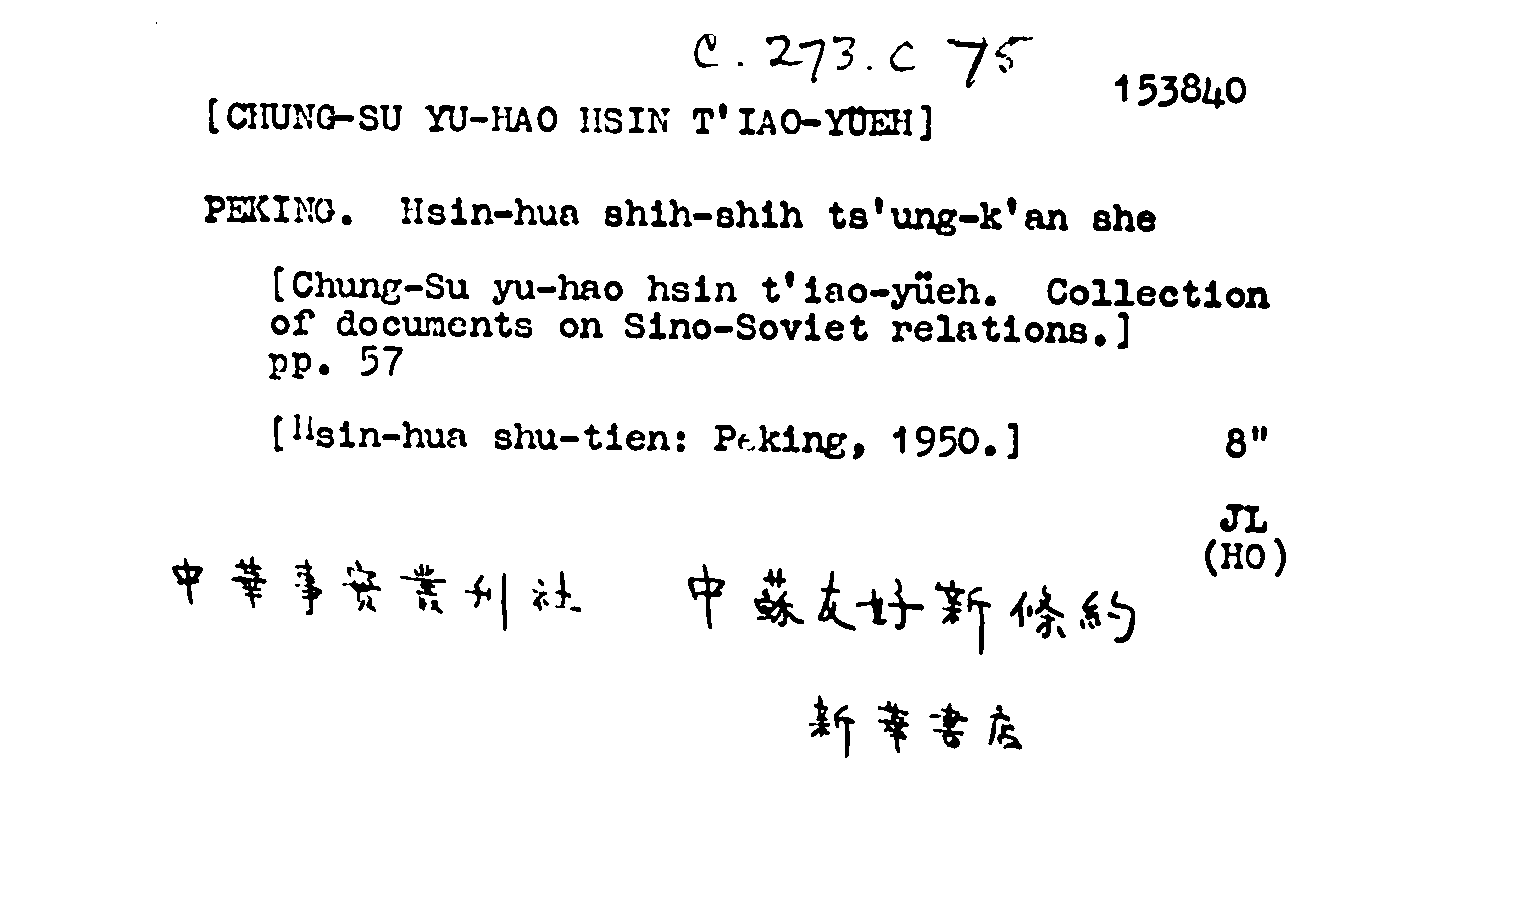 C. 273. C 75
153840
[CHUNG-SU YU-HAO HSIN T'IAO-YÜEH]
PEKING. Hsin-hua shih-shih ts'ung-k'an she
[Chung-Su yu-hao hsin t'iao-yüeh. Collection
of documents on Sino-Soviet relations.]
pp. 57
[Hsin-hua shu-tien: Peking, 1950.] 8"
JL
(HO)
中華事實叢刊社 中蘇友好新條約
新華書店